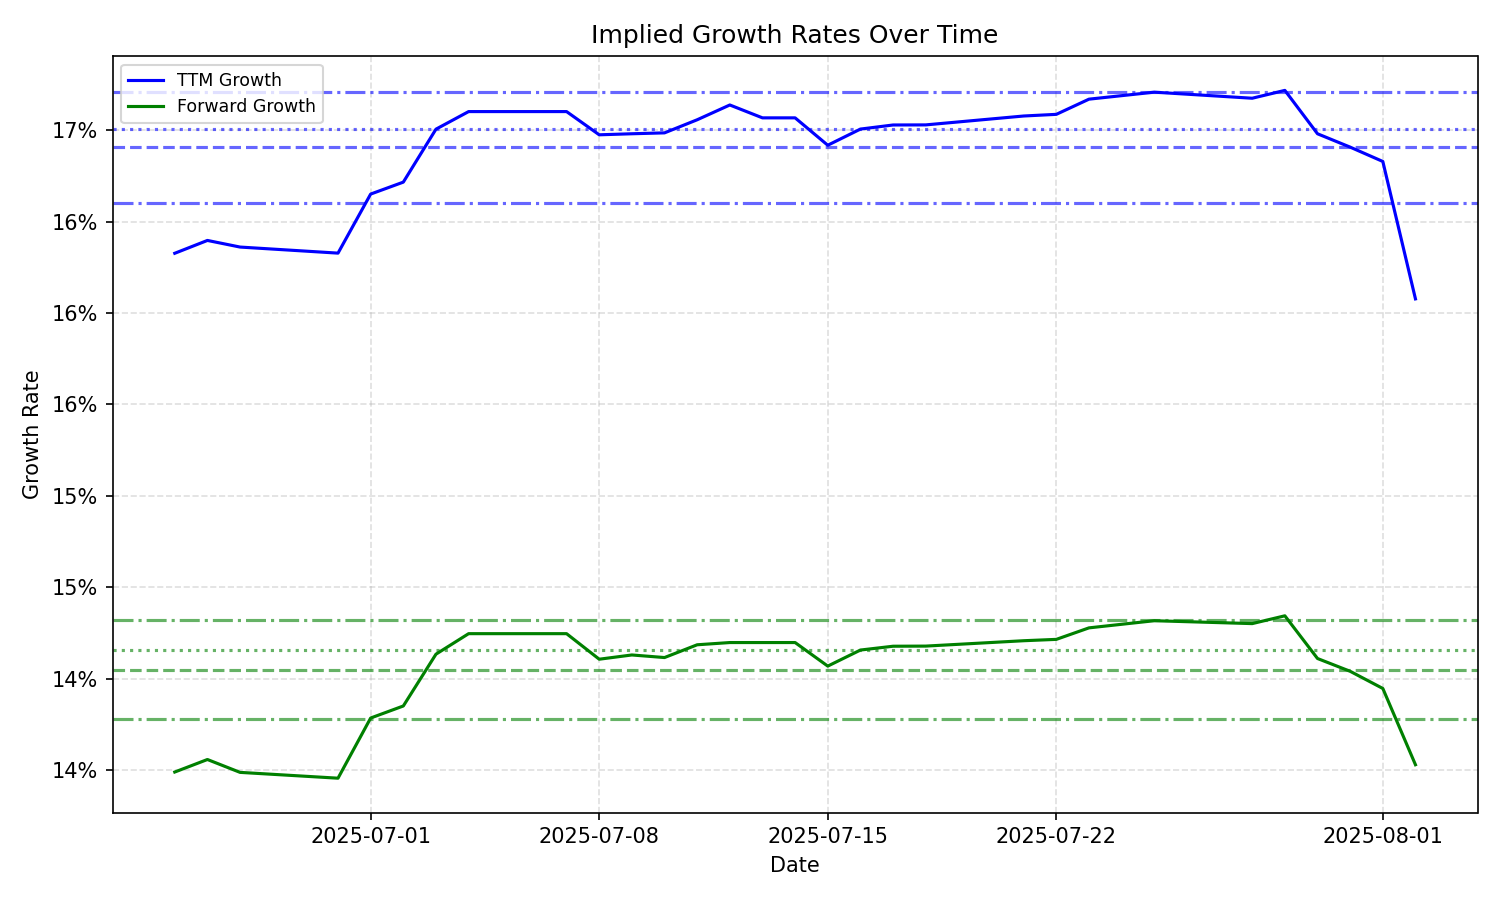 Implied Growth Rates Over Time
TTM Growth
Forward Growth
17%
16%
16%
16%
15%
15%
14%
14%
Growth Rate
2025-07-01
2025-07-08
2025-07-15
2025-07-22
2025-08-01
Date